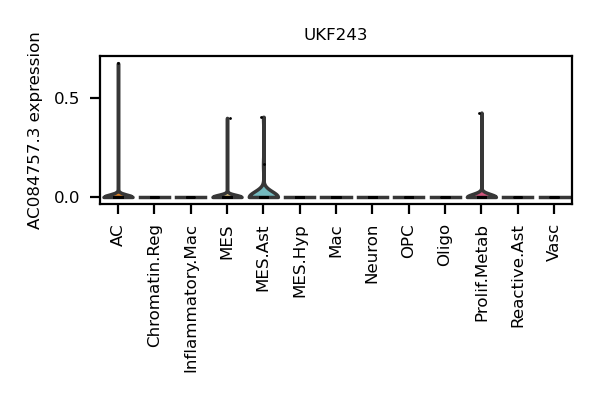 UKF243
AC084757.3 expression
0.5
0.0
AC
Chromatin.Reg
Inflammatory.Mac
MES
MES.Ast
MES.Hyp
Mac
Neuron
OPC
Oligo
Prolif.Metab
Reactive.Ast
Vasc